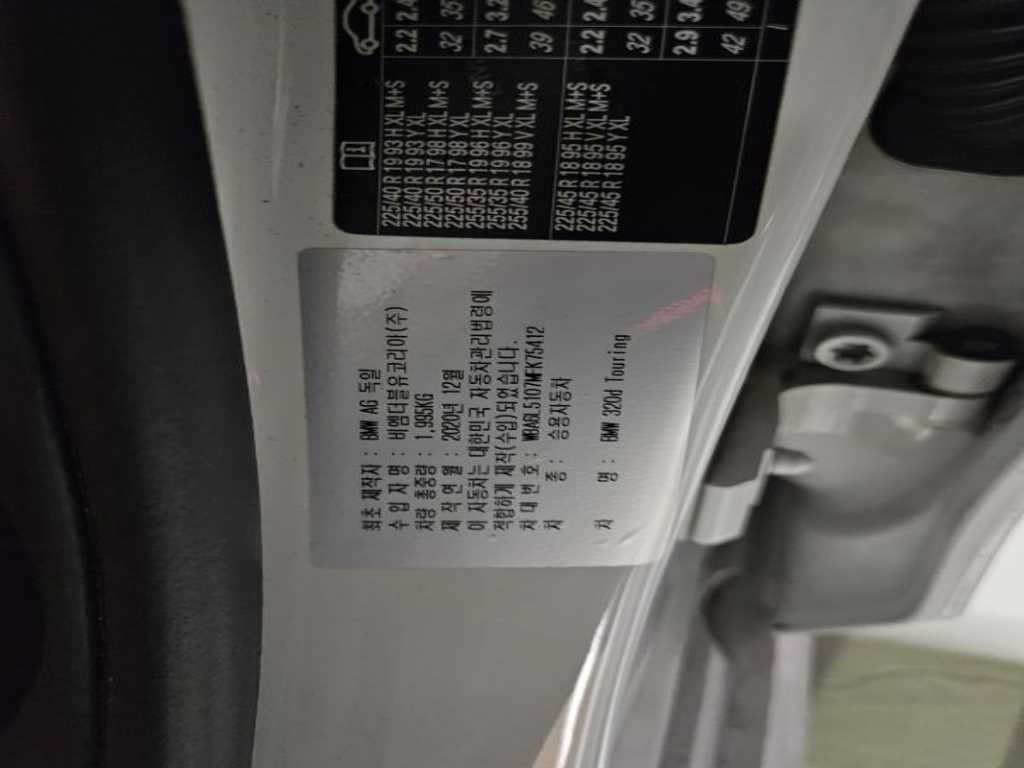 최초 제작자 : BMW AG 독일
수 입 자 명 : 비엠더블유코리아(주)
차량 총중량 : 1,995KG
제 작 연 월 : 2020년 12월
이 자동차는 대한민국 자동차관리법령에
적합하게 제작(수입)되었습니다.
차 대 번 호 : WBA6L5107MFK75412
차 종 : 승용자동차
차 명 : BMW 320d Touring
225/40 R 19 93 H XL M+S
225/40 R 19 93 Y XL
225/50 R 17 98 H XL M+S
225/50 R 17 98 Y XL
255/35 R 19 96 H XL M+S
255/35 R 19 96 Y XL
255/40 R 18 99 V XL M+S
225/45 R 18 95 H XL M+S
225/45 R 18 95 V XL M+S
225/45 R 18 95 Y XL
2.2 2.4
32 35
2.7 3.2
39 46
2.2 2.4
32 35
2.9 3.4
42 49